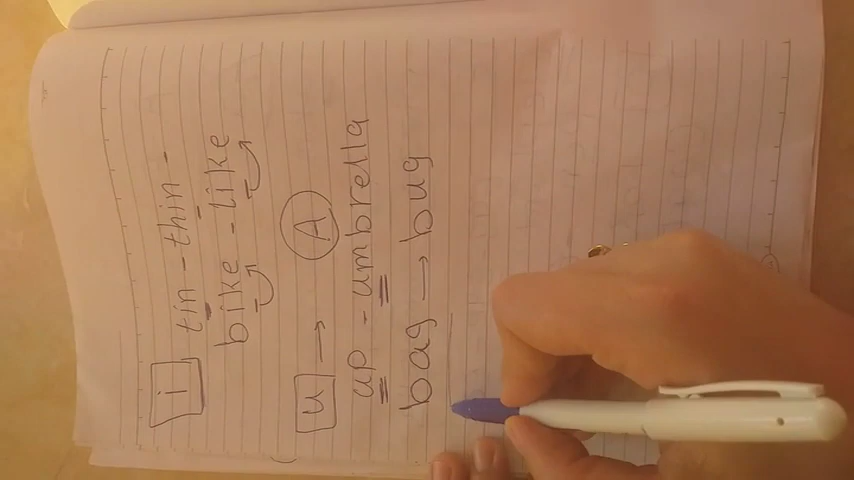 i tin - thin -
bike - like
u → A
up - umbrella
bag → bug